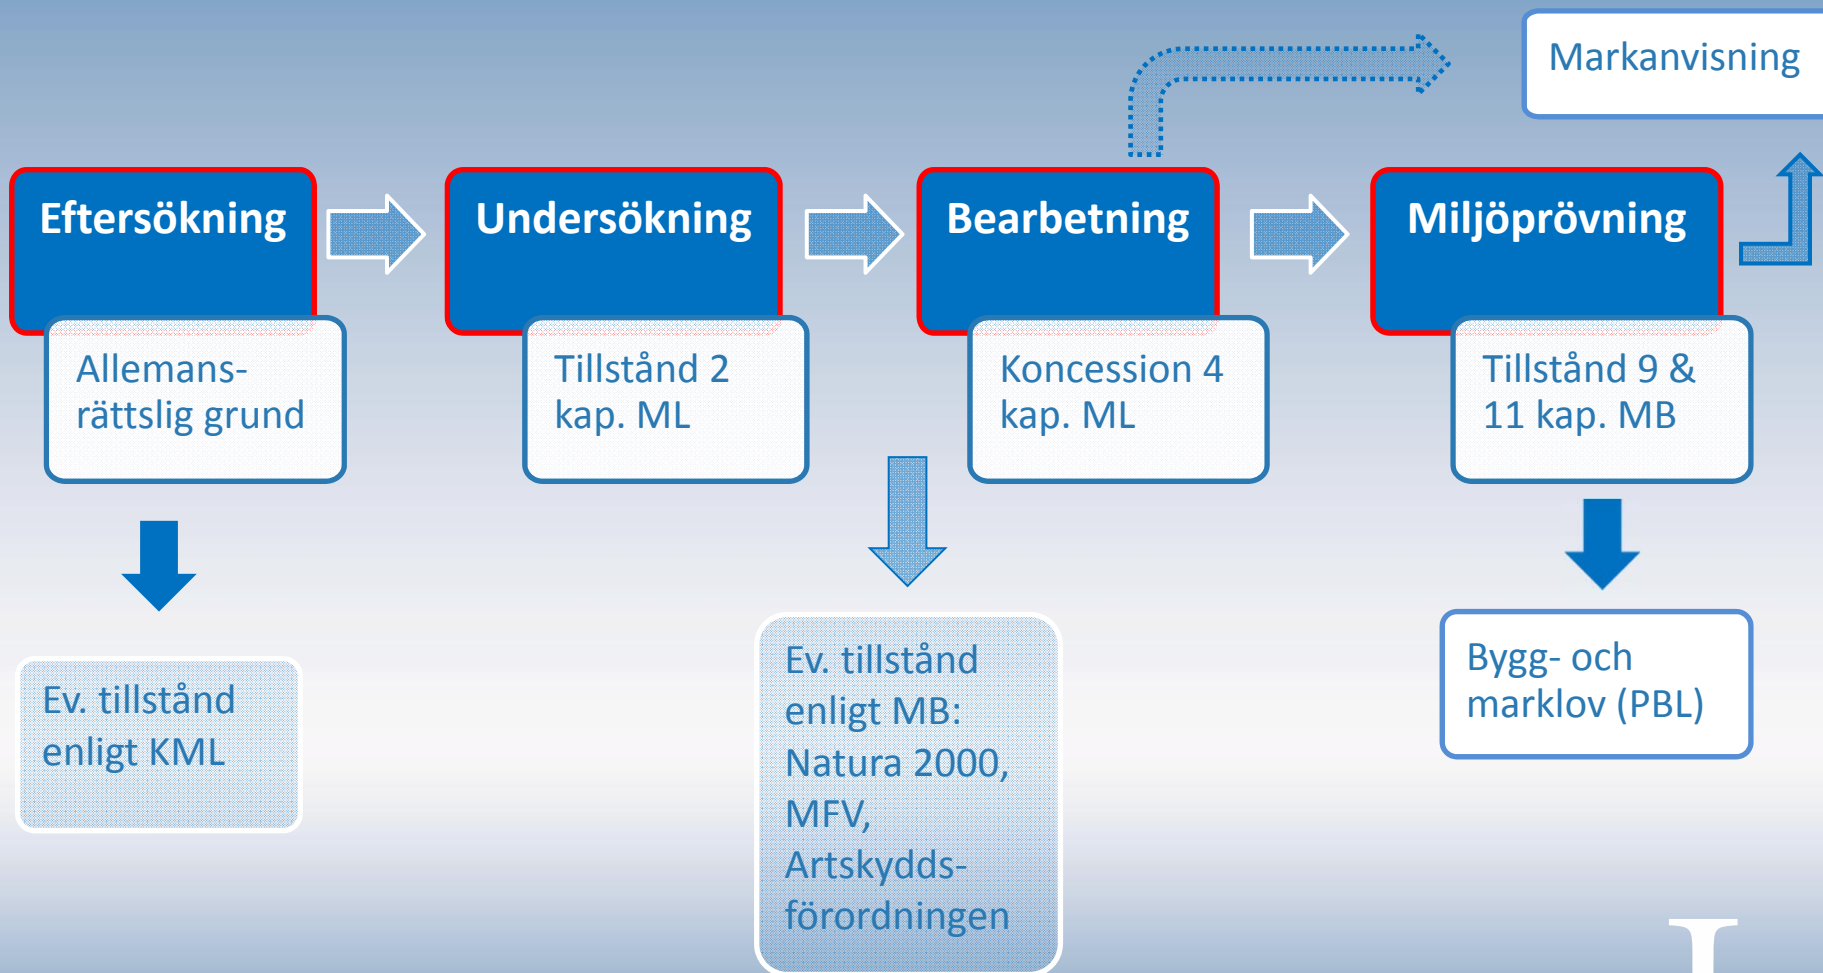 Markanvisning
Eftersökning
Undersökning
Bearbetning
Miljöprövning
Allemans-
rättslig grund
Tillstånd 2
kap. ML
Koncession 4
kap. ML
Tillstånd 9 &
11 kap. MB
Ev. tillstånd
enligt KML
Ev. tillstånd
enligt MB:
Natura 2000,
MFV,
Artskydds-
förordningen
Bygg- och
marklov (PBL)